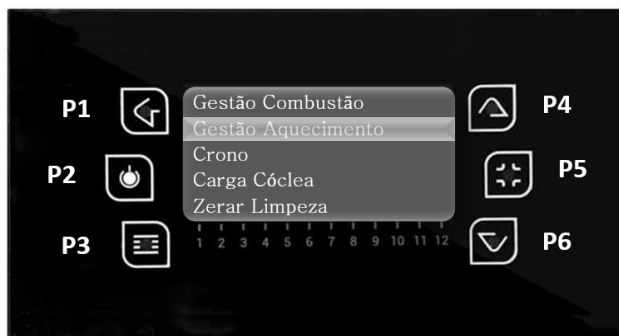 Gestão Combustão
P1
P4
Gestão Aquecimento
Crono
P2
P5
Carga Cóclea
Zerar Limpeza
P3
1 2 3 4 5 6 7 8 9 10 11 12
P6